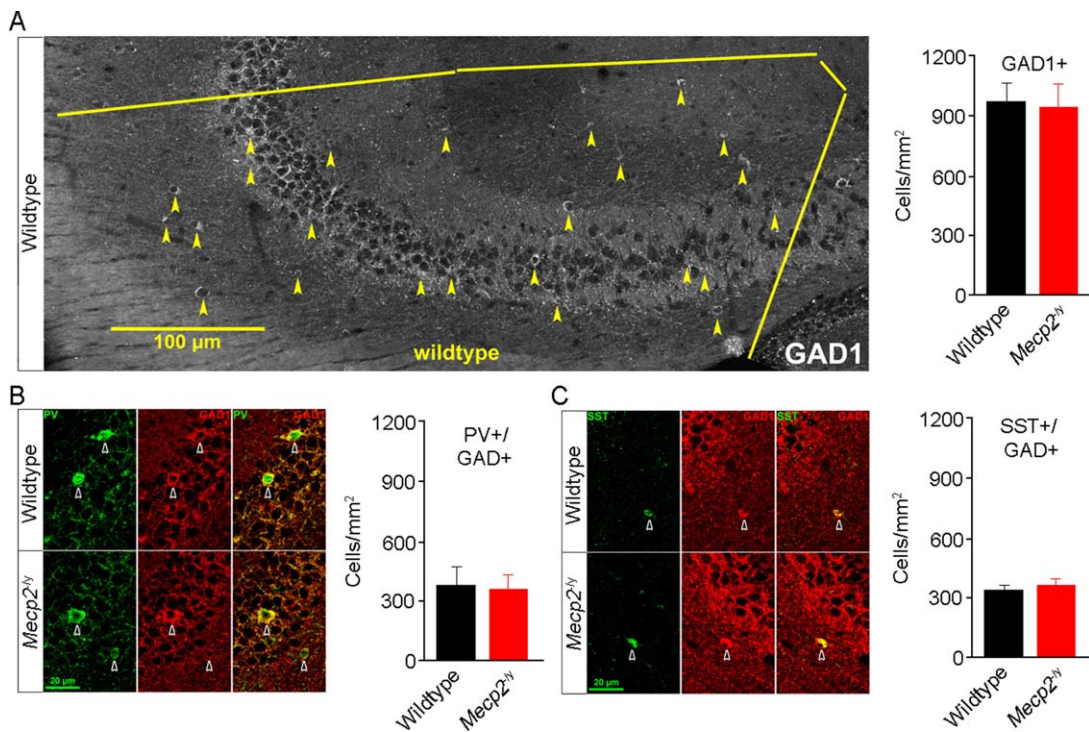 A
Wildtype
100 µm
wildtype
GAD1
1200
900
600
300
0
Cells/mm²
GAD1+
Wildtype
Mecp2-/y
B
PV
GAD1
PV
GAD1
Wildtype
Mecp2-/y
20 µm
1200
900
600
300
0
Cells/mm²
PV+/
GAD+
Wildtype
Mecp2-/y
C
SST
GAD1
SST
GAD1
Wildtype
Mecp2-/y
20 µm
1200
900
600
300
0
Cells/mm²
SST+/
GAD+
Wildtype
Mecp2-/y